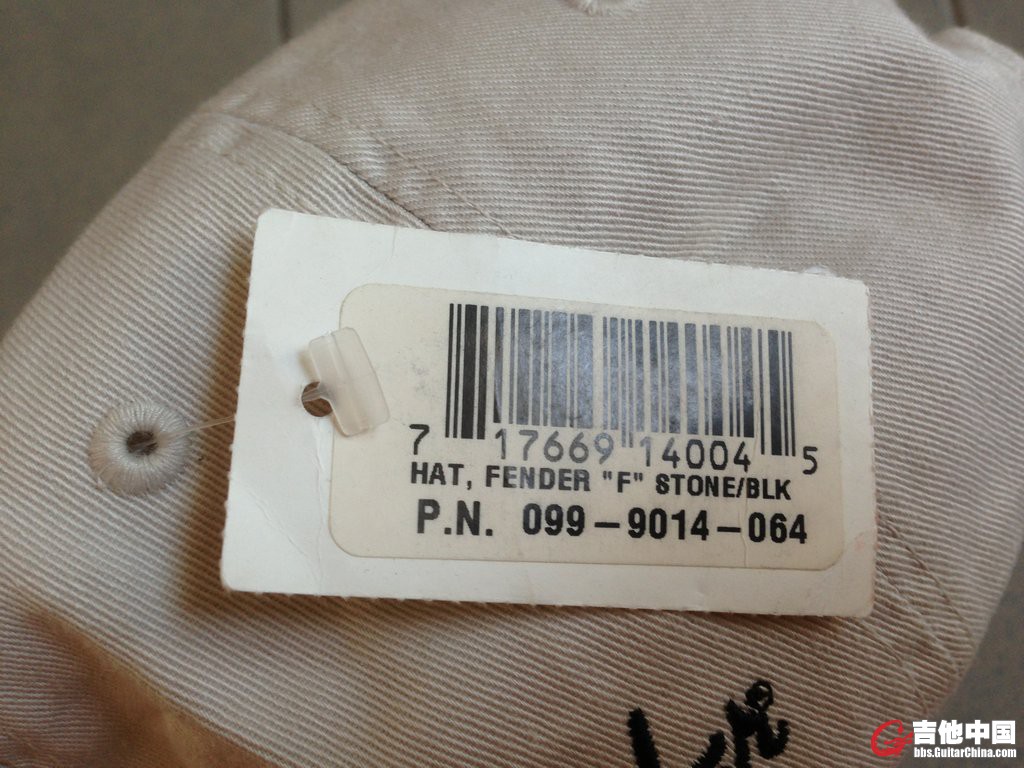 7 17669 14004 5
HAT, FENDER "F" STONE/BLK
P.N. 099-9014-064
吉他中国
bbs.GuitarChina.com